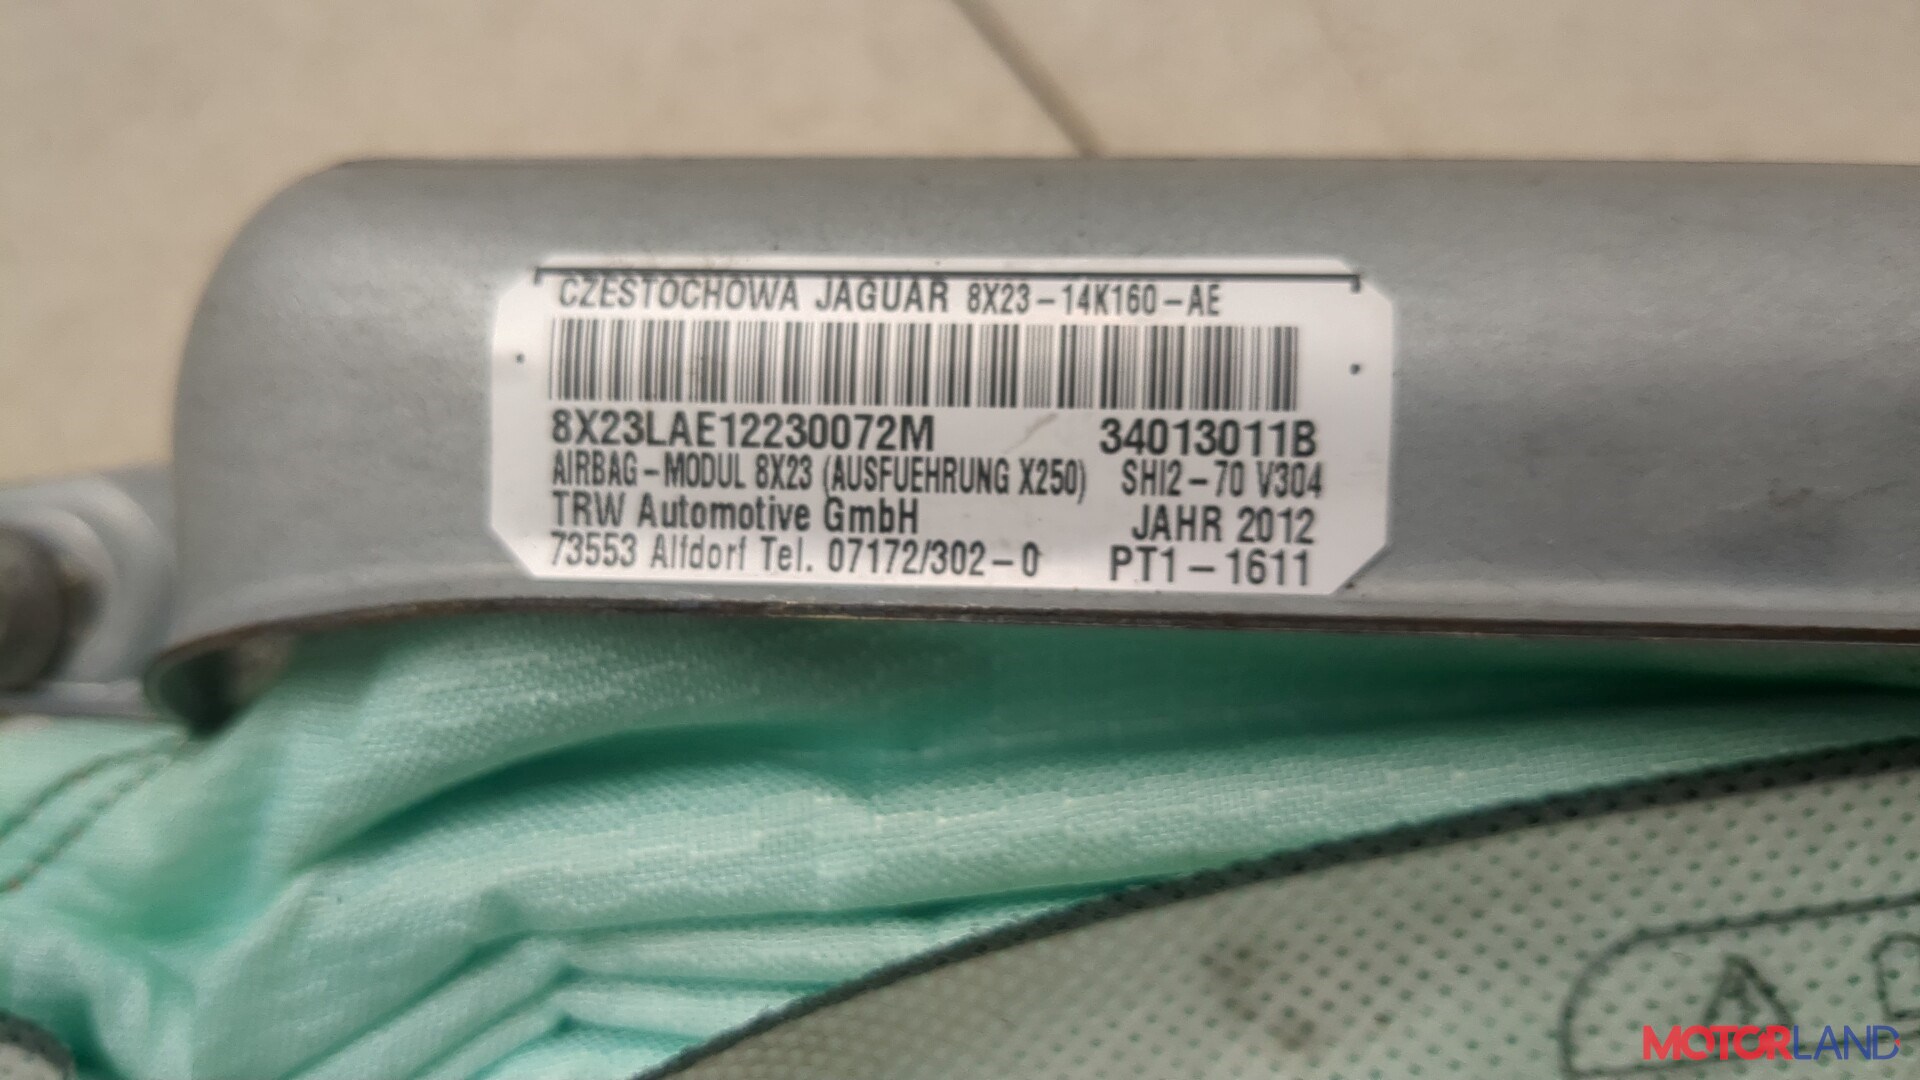 CZESTOCHOWA JAGUAR 8X23-14K160-AE
8X23LAE12230072M 34013011B
AIRBAG-MODUL 8X23 (AUSFUEHRUNG X250) SHI2-70 V304
TRW Automotive GmbH JAHR 2012
73553 Alfdorf Tel. 07172/302-0 PT1-1611
MOTORLAND